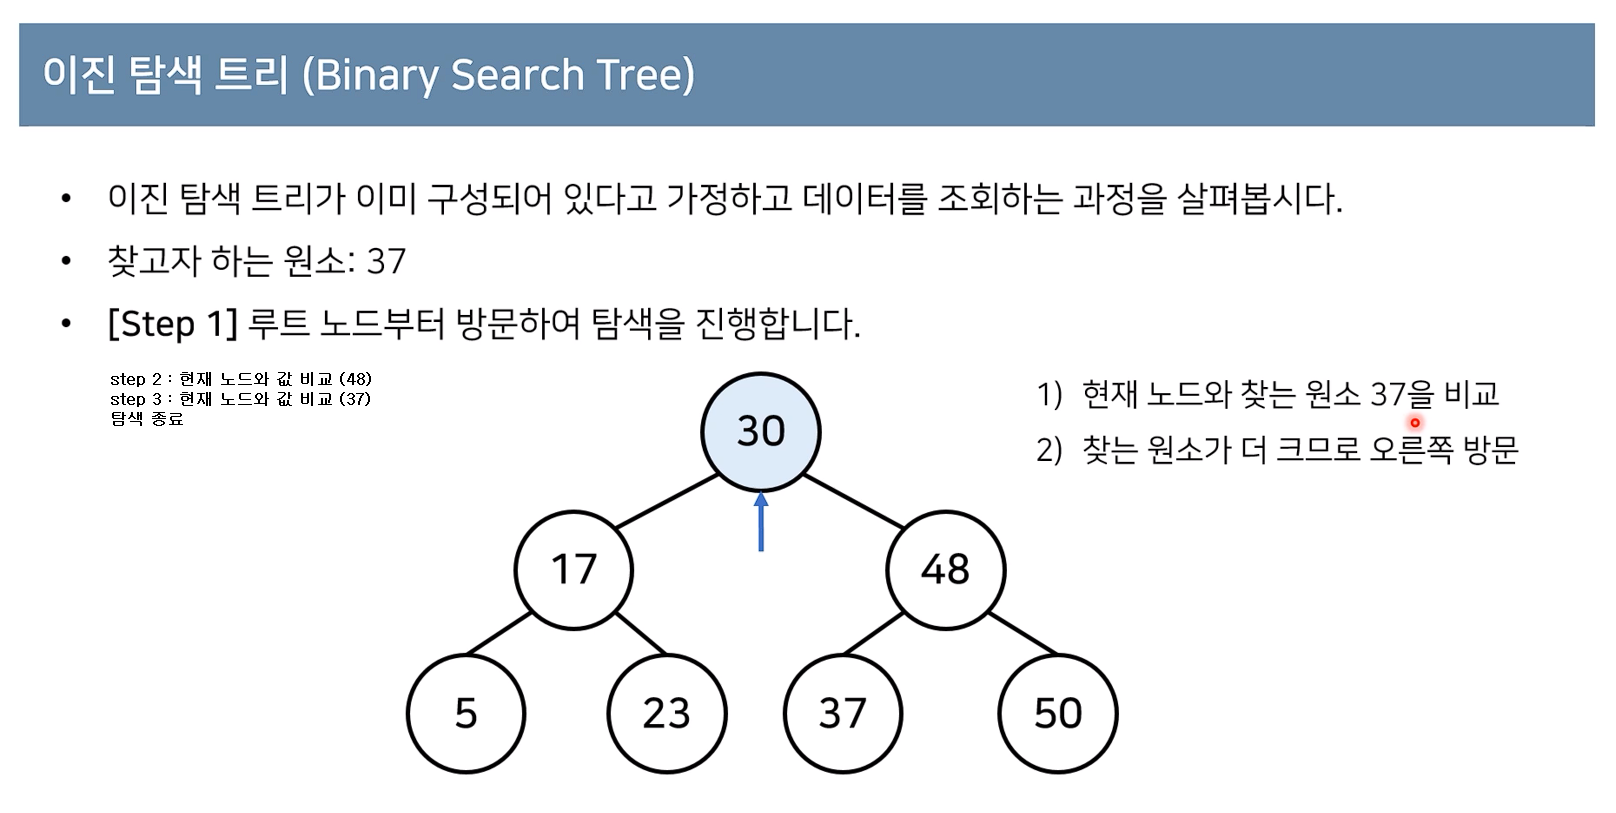 이진 탐색 트리 (Binary Search Tree)
• 이진 탐색 트리가 이미 구성되어 있다고 가정하고 데이터를 조회하는 과정을 살펴봅시다.
• 찾고자 하는 원소: 37
• [Step 1] 루트 노드부터 방문하여 탐색을 진행합니다.
step 2 : 현재 노드와 값 비교 (48)
step 3 : 현재 노드와 값 비교 (37)
탐색 종료
1) 현재 노드와 찾는 원소 37을 비교
2) 찾는 원소가 더 크므로 오른쪽 방문
30
17
48
5
23
37
50